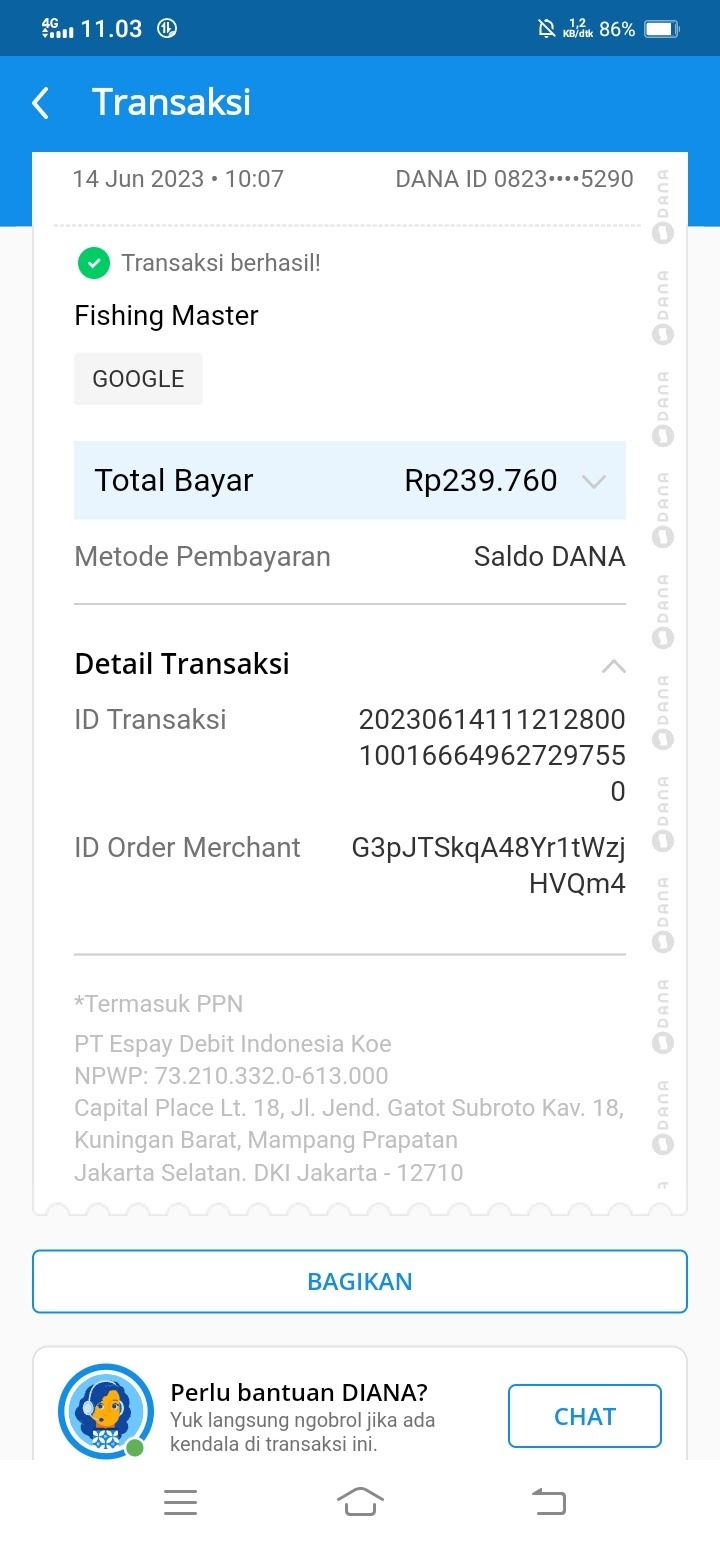 4G 11.03 1,2 KB/dtk 86%
Transaksi
14 Jun 2023 • 10:07 DANA ID 0823••••5290
Transaksi berhasil!
Fishing Master
GOOGLE
Total Bayar Rp239.760
Metode Pembayaran Saldo DANA
Detail Transaksi
ID Transaksi 20230614111212800
10016664962729755
0
ID Order Merchant G3pJTSkqA48Yr1tWzj
HVQm4
*Termasuk PPN
PT Espay Debit Indonesia Koe
NPWP: 73.210.332.0-613.000
Capital Place Lt. 18, Jl. Jend. Gatot Subroto Kav. 18,
Kuningan Barat, Mampang Prapatan
Jakarta Selatan. DKI Jakarta - 12710
DANA
DANA
DANA
DANA
DANA
DANA
DANA
DANA
DANA
DANA
BAGIKAN
Perlu bantuan DIANA?
Yuk langsung ngobrol jika ada
kendala di transaksi ini.
CHAT